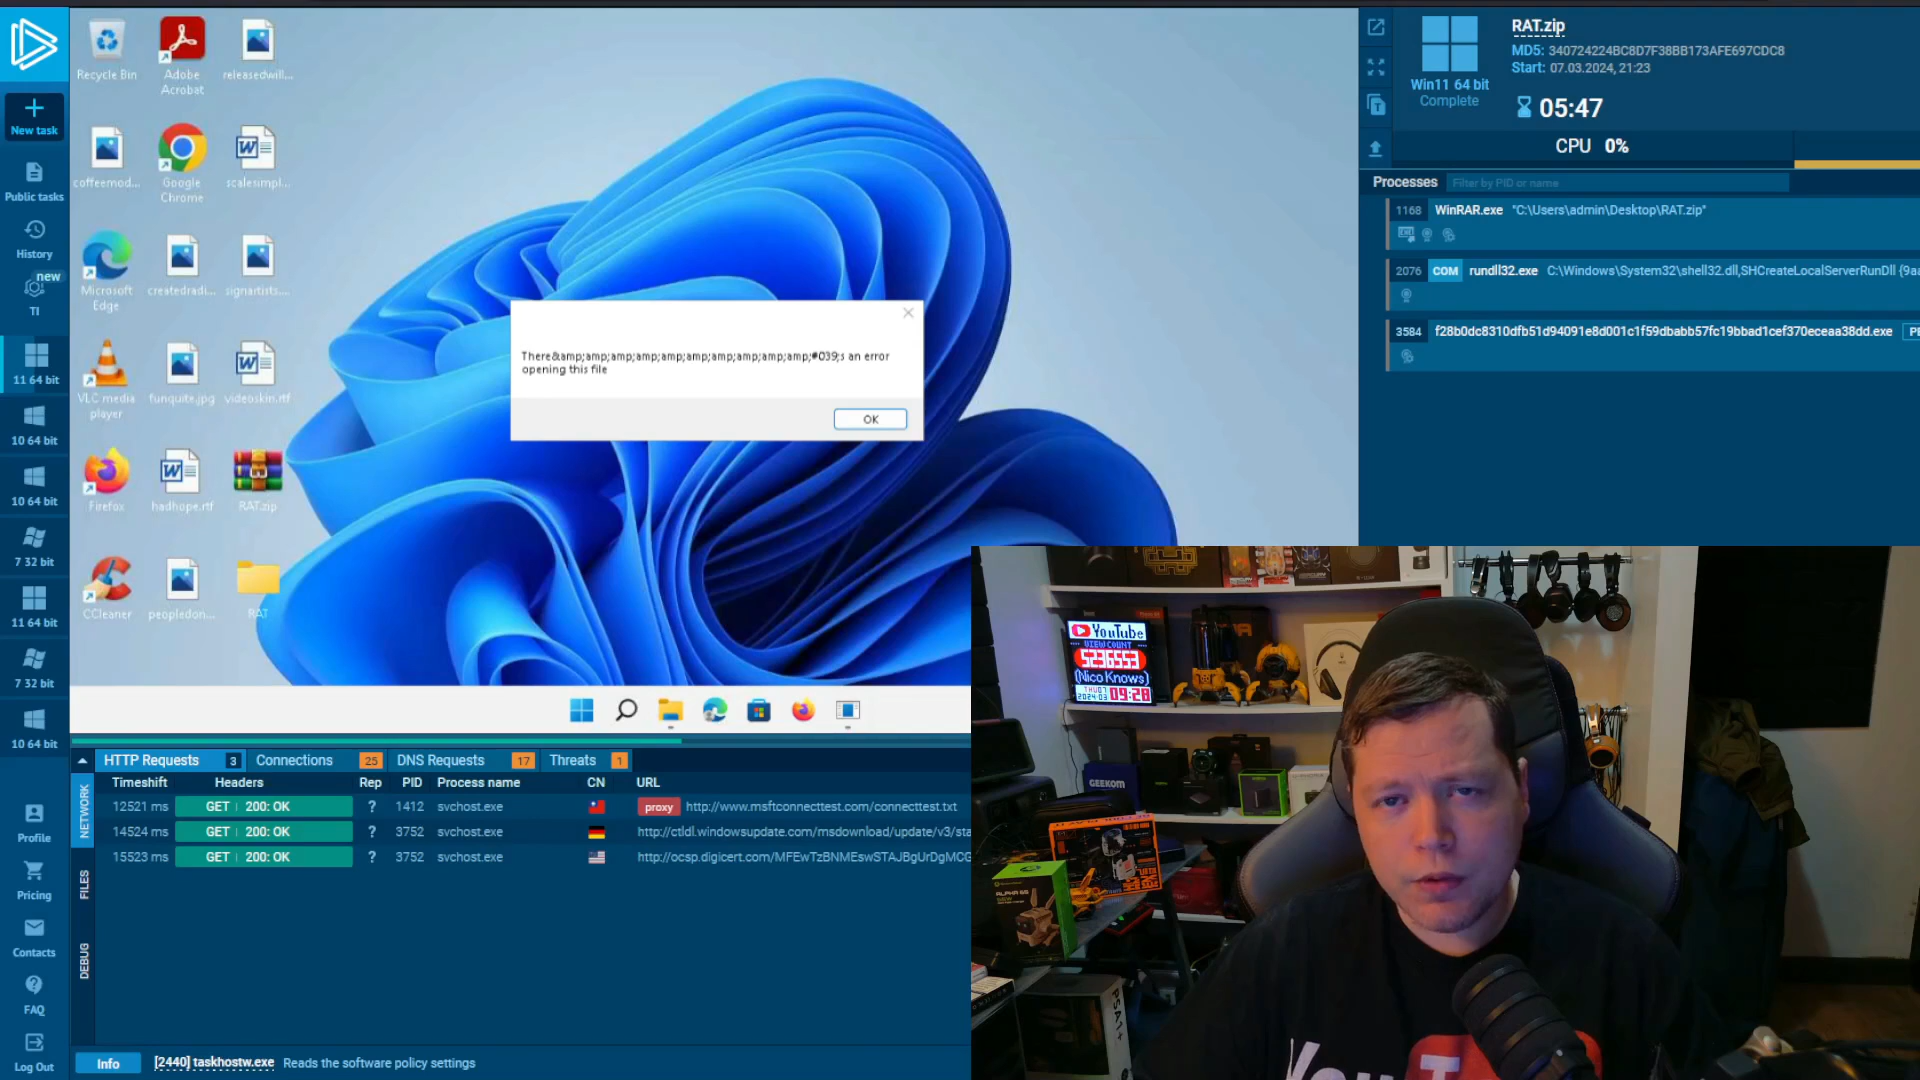 New task
Public tasks
History
new
TI
11 64 bit
10 64 bit
10 64 bit
7 32 bit
11 64 bit
7 32 bit
10 64 bit
Profile
Pricing
Contacts
FAQ
Log Out
Recycle Bin
Adobe
Acrobat
releasedwill...
coffeemod...
Google
Chrome
scalesimpl...
Microsoft
Edge
createdradi...
signartists....
VLC media
player
funquite.jpg
videoskin.rtf
Firefox
hadhope.rtf
RAT.zip
CCleaner
peopledon...
RAT
There&amp;amp;amp;amp;amp;amp;amp;amp;amp;amp;#039;s an error
opening this file
OK
Win11 64 bit
Complete
RAT.zip
MD5: 340724224BC8D7F38BB173AFE697CDC8
Start: 07.03.2024, 21:23
05:47
CPU 0%
Processes Filter by PID or name
1168 WinRAR.exe "C:\Users\admin\Desktop\RAT.zip"
2076 COM rundll32.exe C:\Windows\System32\shell32.dll,SHCreateLocalServerRunDll {9aa
3584 f28b0dc8310dfb51d94091e8d001c1f59dbabb57fc19bbad1cef370eceaa38dd.exe PE
HTTP Requests 3 Connections 25 DNS Requests 17 Threats 1
NETWORK
FILES
DEBUG
Timeshift Headers Rep PID Process name CN URL
12521 ms GET 200: OK ? 1412 svchost.exe proxy http://www.msftconnecttest.com/connecttest.txt
14524 ms GET 200: OK ? 3752 svchost.exe http://ctldl.windowsupdate.com/msdownload/update/v3/sta
15523 ms GET 200: OK ? 3752 svchost.exe http://ocsp.digicert.com/MFEwTzBNMEswSTAJBgUrDgMCG
Info [2440] taskhostw.exe Reads the software policy settings
YouTube
VIEW COUNT
5236553
(Nico Knows)
THU 07
2024-03 09:28
GEEKOM